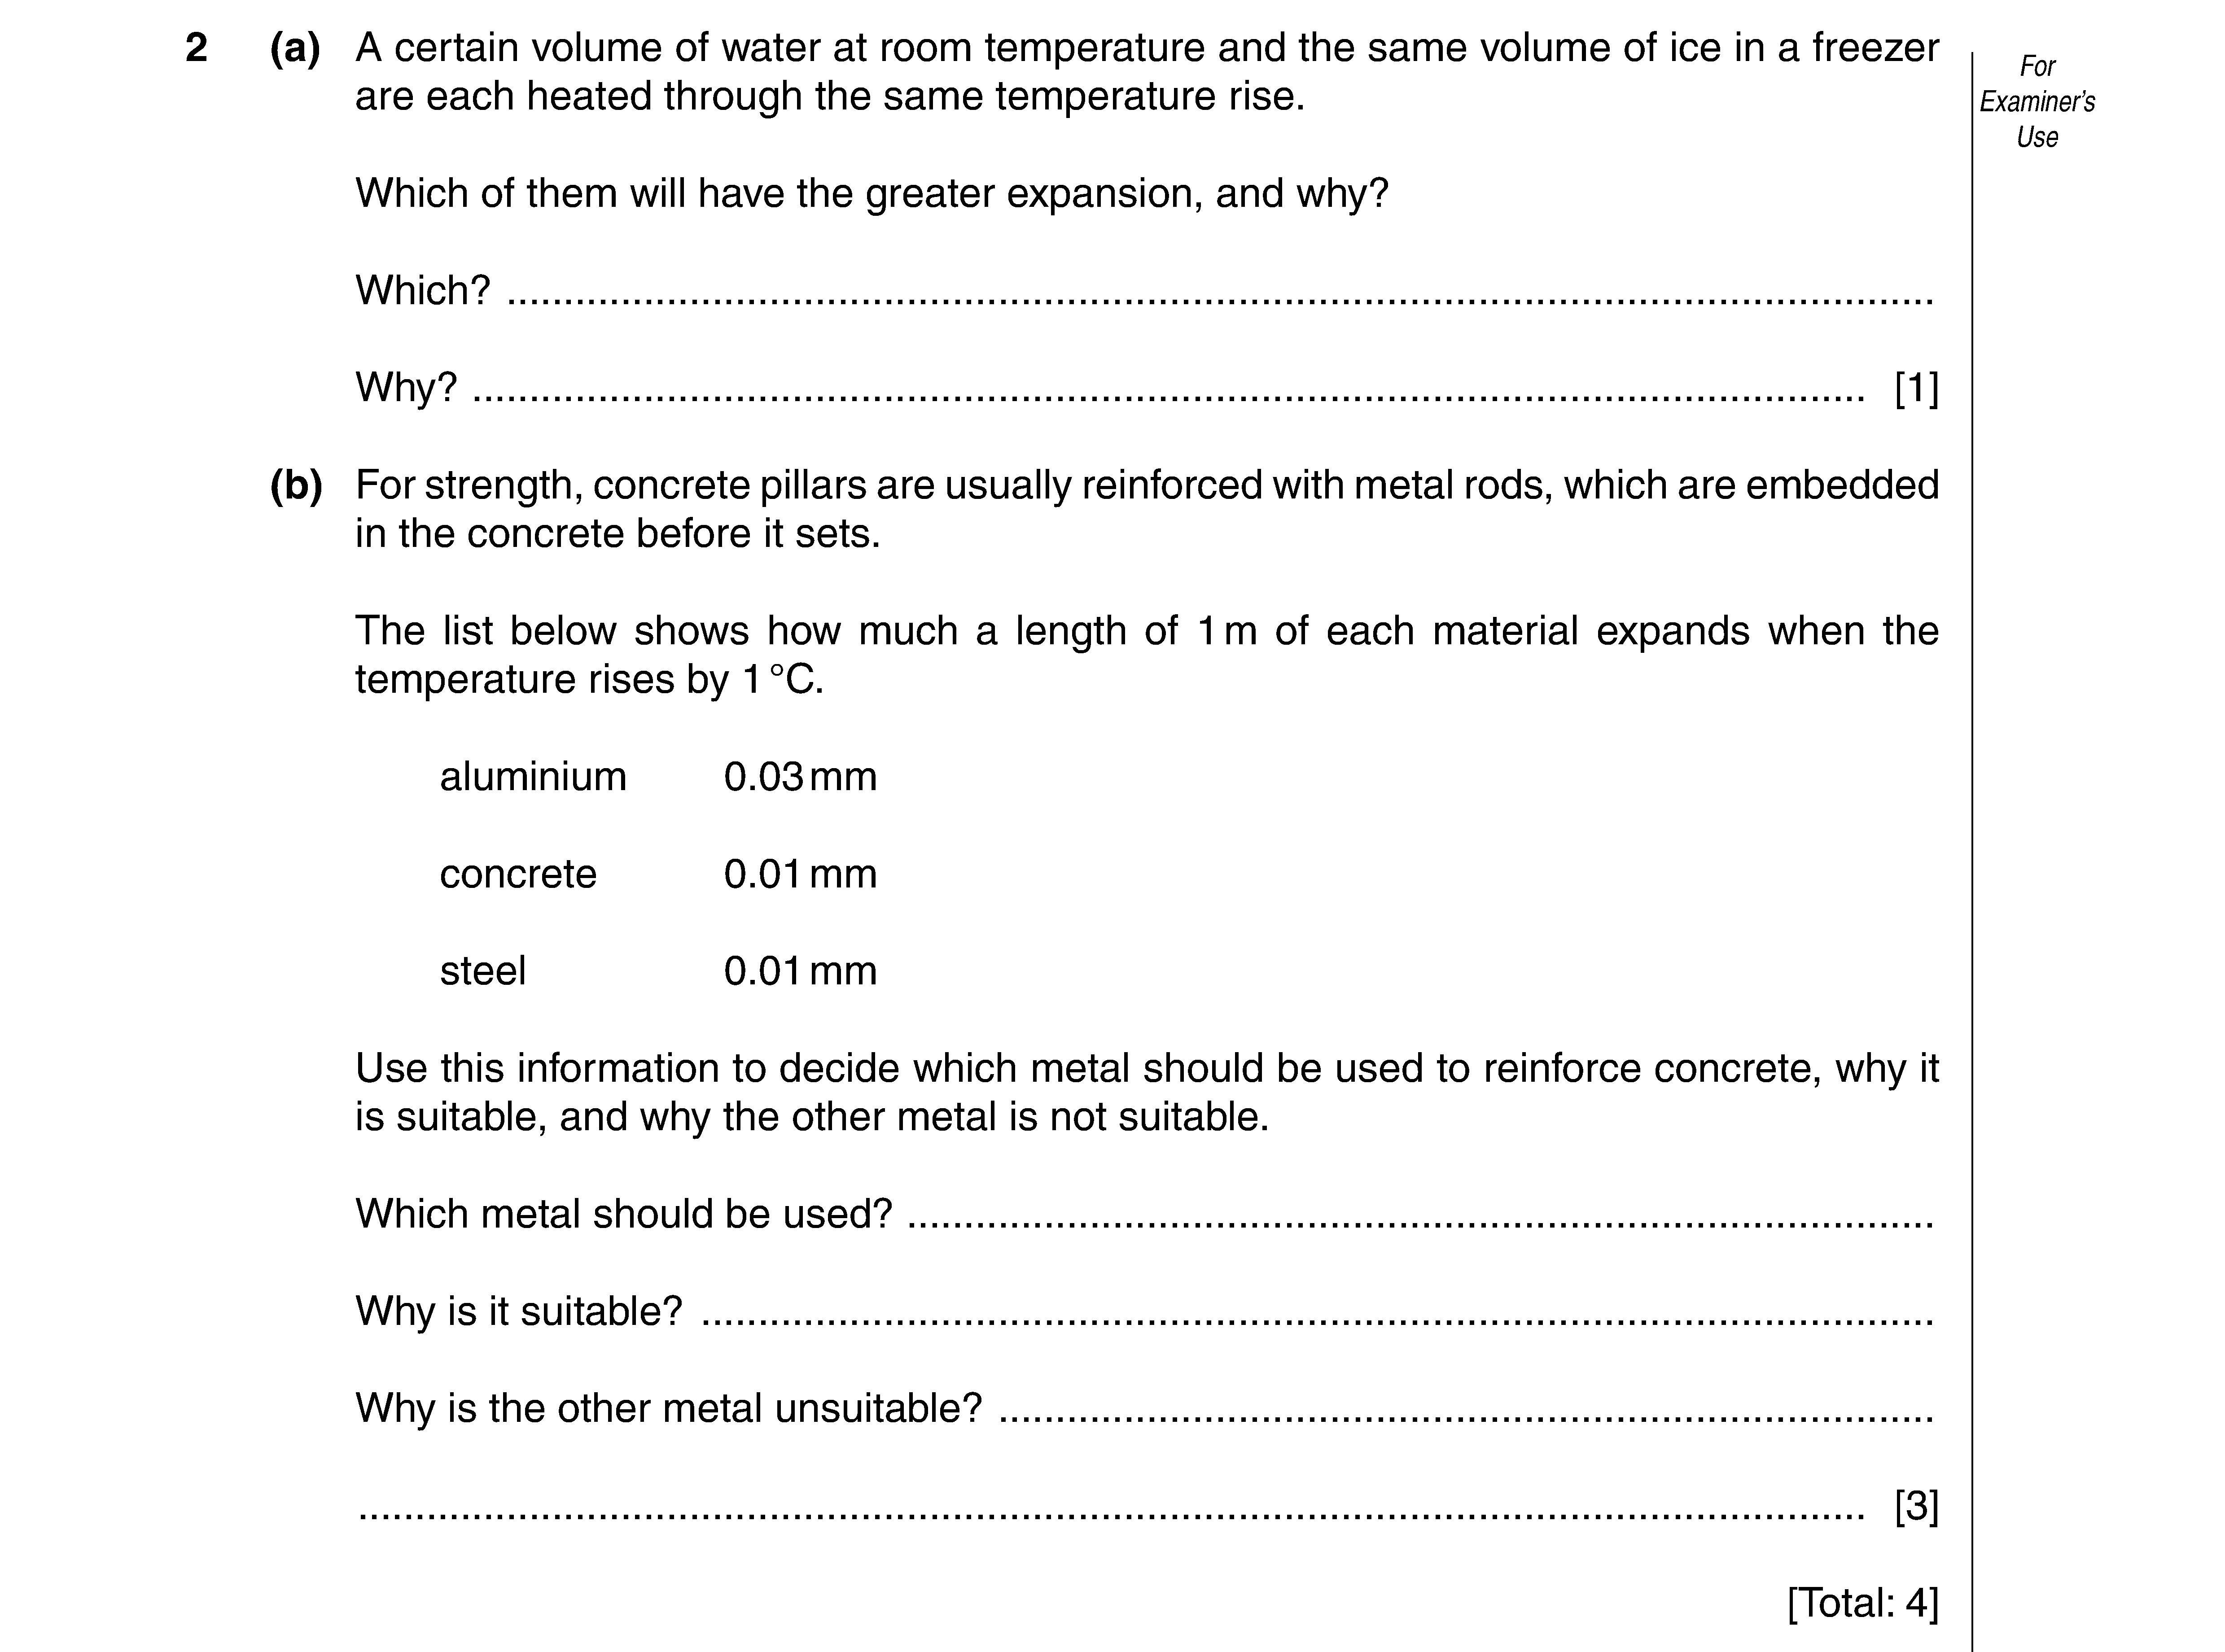 2 (a) A certain volume of water at room temperature and the same volume of ice in a freezer
are each heated through the same temperature rise.
For
Examiner's
Use
Which of them will have the greater expansion, and why?
Which? ..............................................................................................................................
Why? .......................................................................................................................... [1]
(b) For strength, concrete pillars are usually reinforced with metal rods, which are embedded
in the concrete before it sets.
The list below shows how much a length of 1 m of each material expands when the
temperature rises by 1 °C.
aluminium 0.03 mm
concrete 0.01 mm
steel 0.01 mm
Use this information to decide which metal should be used to reinforce concrete, why it
is suitable, and why the other metal is not suitable.
Which metal should be used? ..........................................................................................
Why is it suitable? ............................................................................................................
Why is the other metal unsuitable? ..................................................................................
.................................................................................................................................... [3]
[Total: 4]